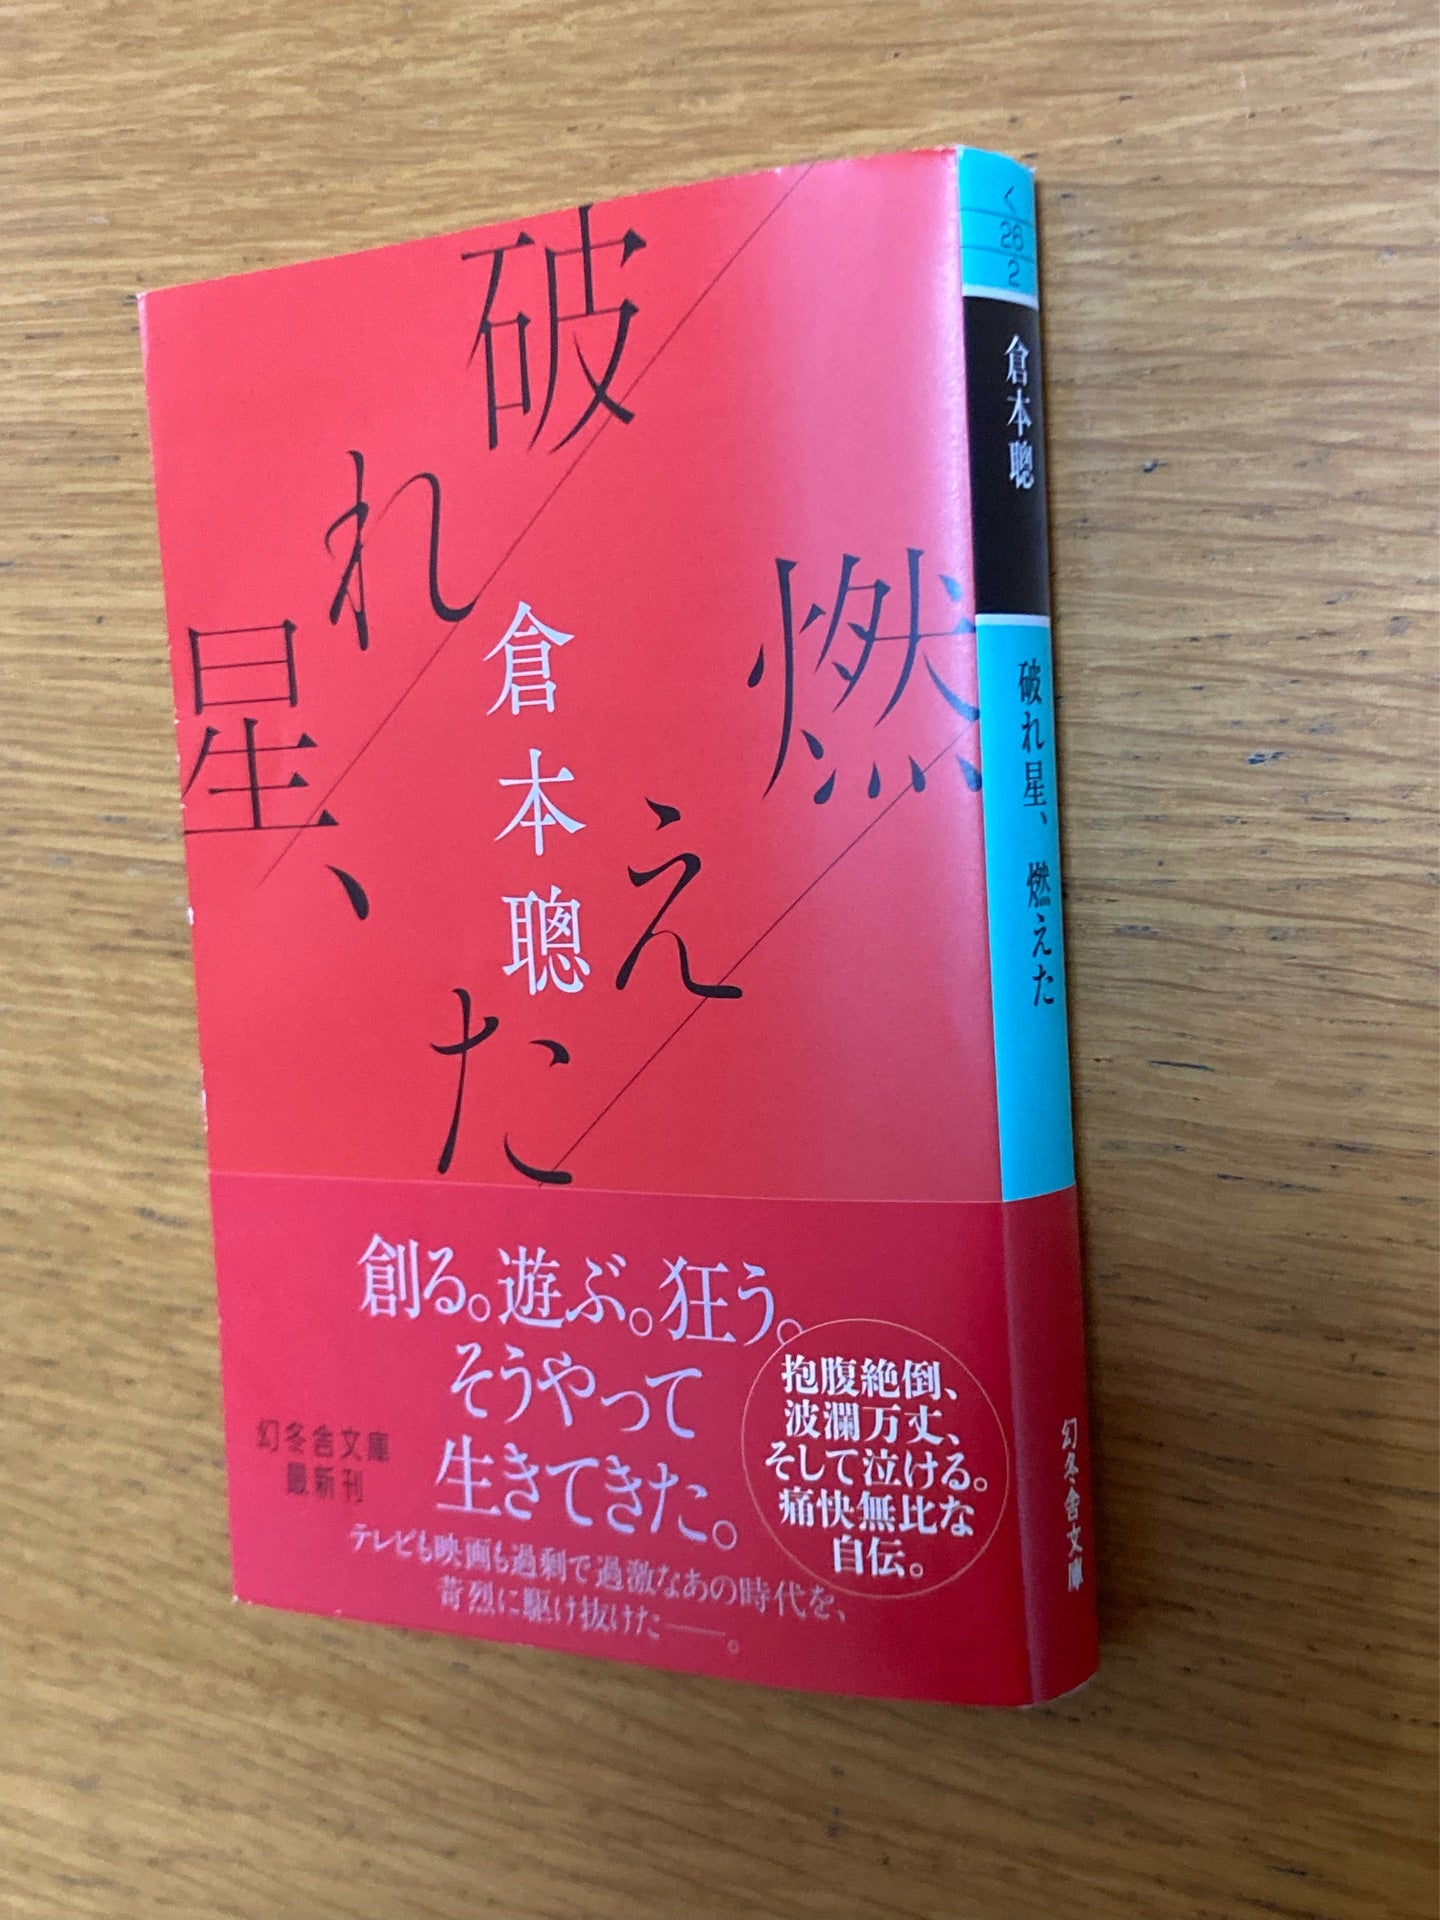 破れ星、
燃えた
倉本聰
創る。遊ぶ。狂う。
そうやって
生きてきた。
テレビも映画も過剰で過激なあの時代を、
苛烈に駆け抜けた——。
幻冬舎文庫
最新刊
抱腹絶倒、
波瀾万丈、
そして泣ける。
痛快無比な
自伝。
く
26
2
倉本聰
破れ星、燃えた
幻冬舎文庫